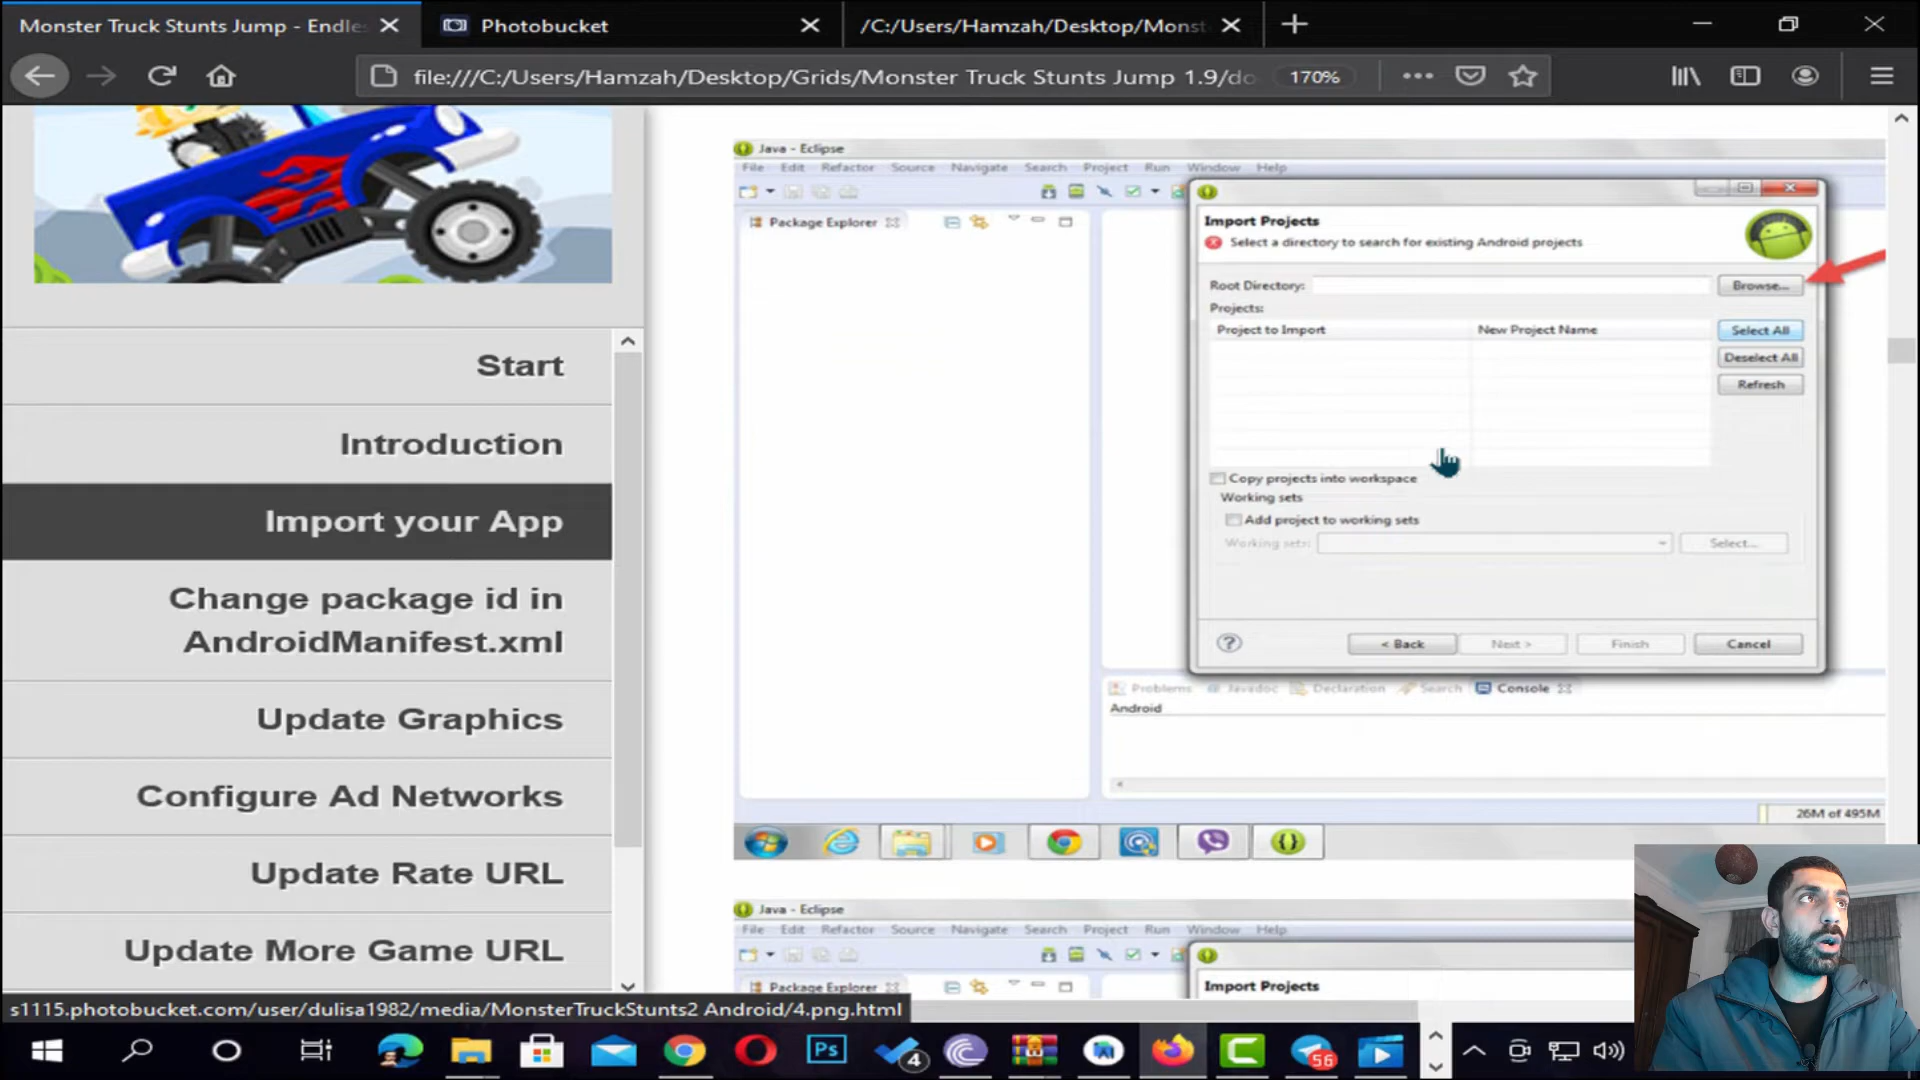 Monster Truck Stunts Jump - Endles
Photobucket
/C:/Users/Hamzah/Desktop/Monst
file:///C:/Users/Hamzah/Desktop/Grids/Monster Truck Stunts Jump 1.9/do
170%
Start
Introduction
Import your App
Change package id in
AndroidManifest.xml
Update Graphics
Configure Ad Networks
Update Rate URL
Update More Game URL
Java - Eclipse
File Edit Refactor Source Navigate Search Project Run Window Help
Package Explorer
Import Projects
Select a directory to search for existing Android projects
Root Directory:
Browse...
Projects:
Project to Import
New Project Name
Select All
Deselect All
Refresh
Copy projects into workspace
Working sets
Add project to working sets
Working sets:
Select...
< Back
Next >
Finish
Cancel
Problems
Javadoc
Declaration
Search
Console
Android
26M of 495M
Java - Eclipse
File Edit Refactor Source Navigate Search Project Run Window Help
Package Explorer
Import Projects
s1115.photobucket.com/user/dulisa1982/media/MonsterTruckStunts2 Android/4.png.html
Ps
4
56